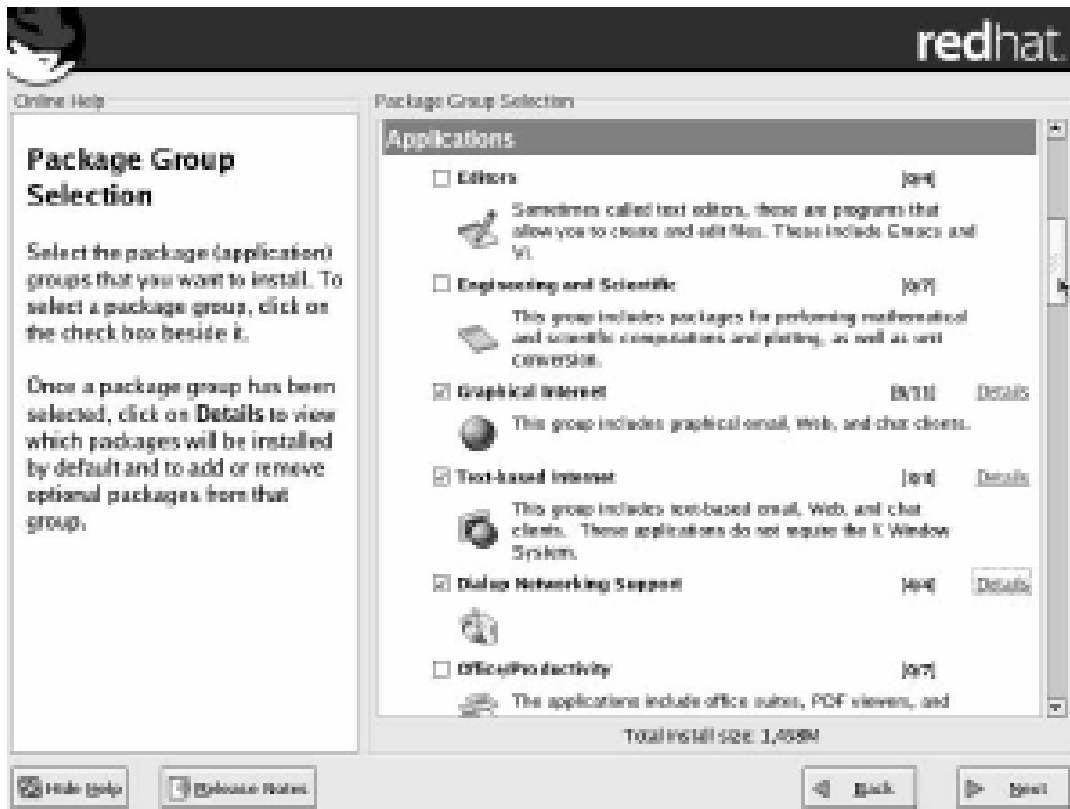 redhat.
Online Help
Package Group
Selection
Select the package (application)
groups that you want to install. To
select a package group, click on
the check box beside it.
Once a package group has been
selected, click on Details to view
which packages will be installed
by default and to add or remove
optional packages from that
group.
Package Group Selection
Applications
Editors [0/4]
Sometimes called text editors, these are programs that
allow you to create and edit files. These include Emacs and
Vi.
Engineering and Scientific [0/7]
This group includes packages for performing mathematical
and scientific computations and plotting, as well as unit
conversion.
Graphical Internet Details
This group includes graphical email, Web, and chat clients.
Text-based Internet Details
This group includes text-based email, Web, and chat
clients. These applications do not require the X Window
System.
Dialup Networking Support [4/4] Details
Office/Productivity [0/7]
The applications include office suites, PDF viewers, and
Total install size:
Hide Help
Release Notes
Back
Next